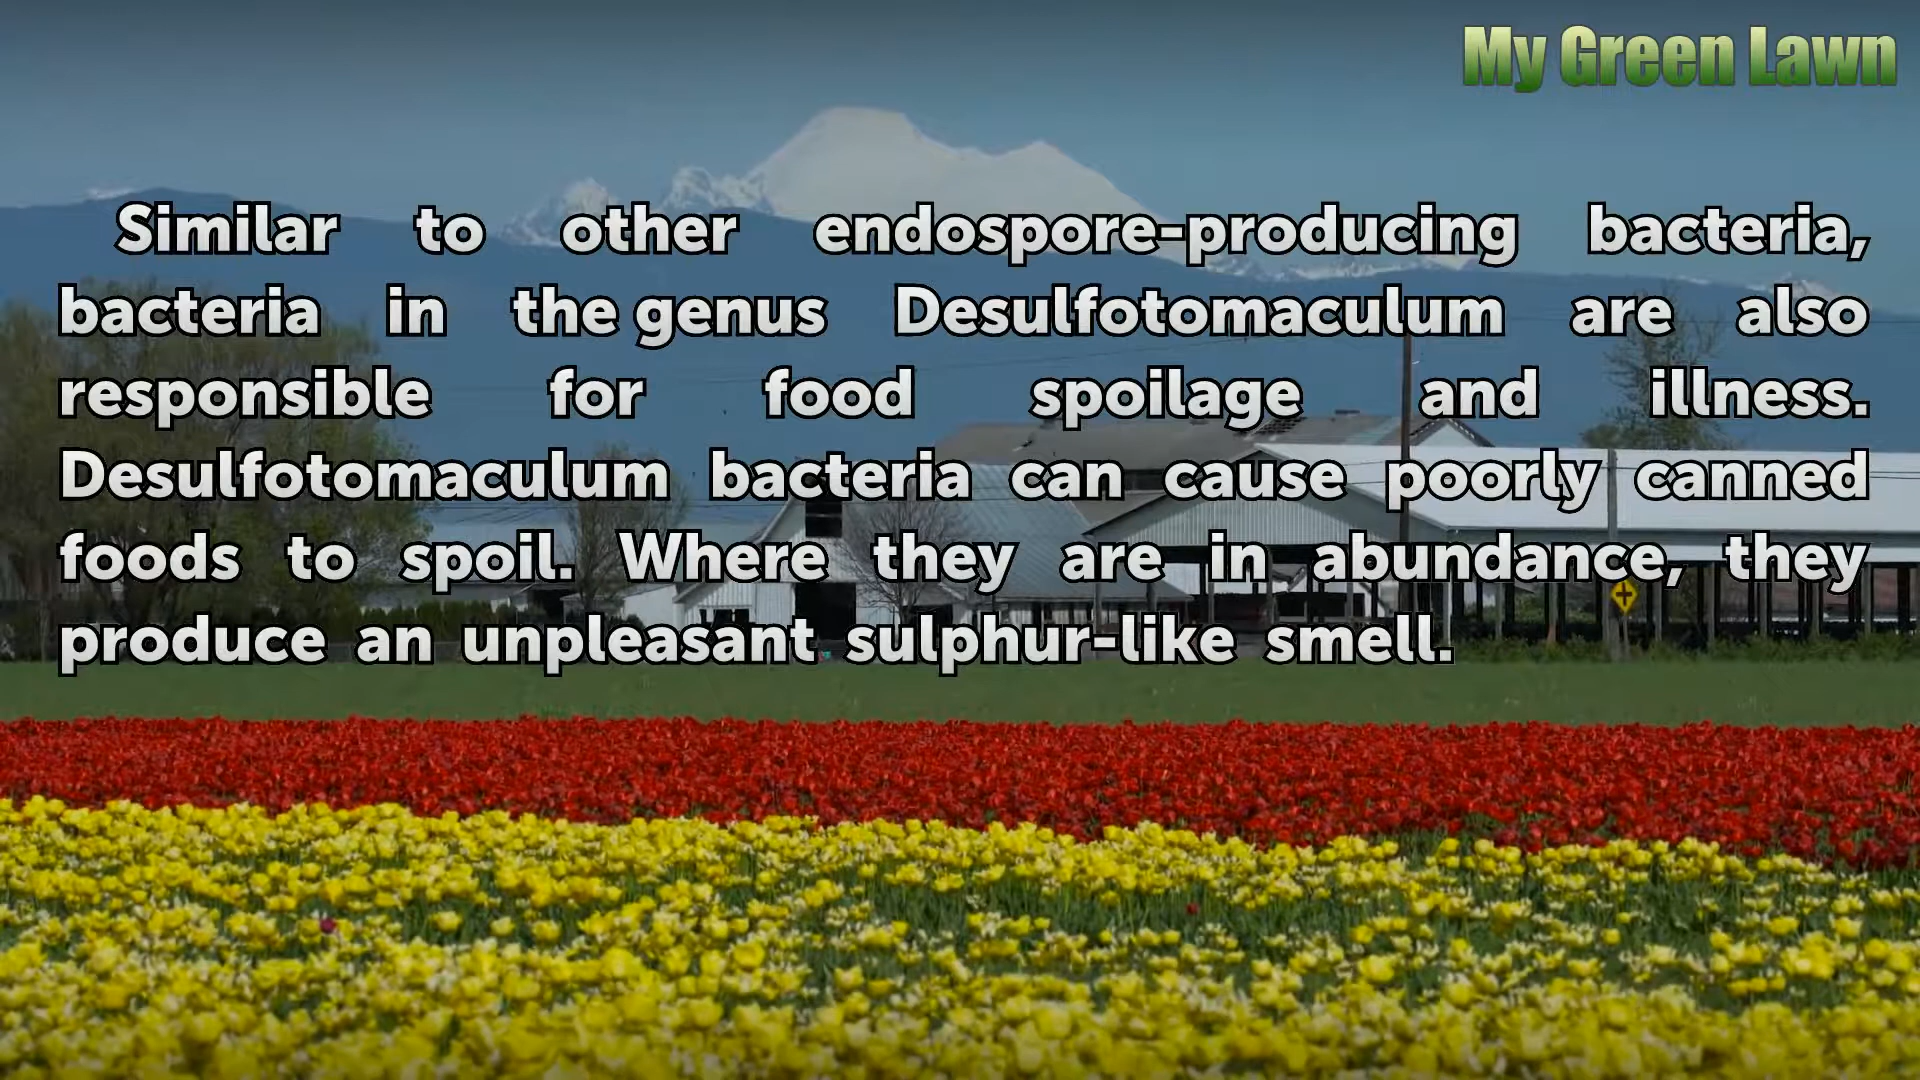 My Green Lawn
Similar to other endospore-producing bacteria,
bacteria in the genus Desulfotomaculum are also
responsible for food spoilage and illness.
Desulfotomaculum bacteria can cause poorly canned
foods to spoil. Where they are in abundance, they
produce an unpleasant sulphur-like smell.